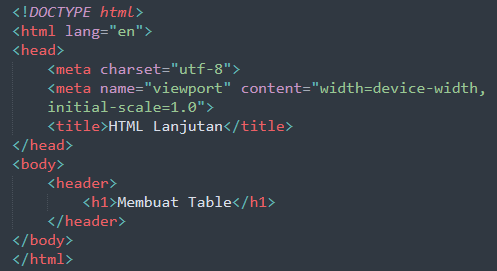 <!DOCTYPE html>
<html lang="en">
<head>
    <meta charset="utf-8">
    <meta name="viewport" content="width=device-width,
    initial-scale=1.0">
    <title>HTML Lanjutan</title>
</head>
<body>
    <header>
        <h1>Membuat Table</h1>
    </header>
</body>
</html>